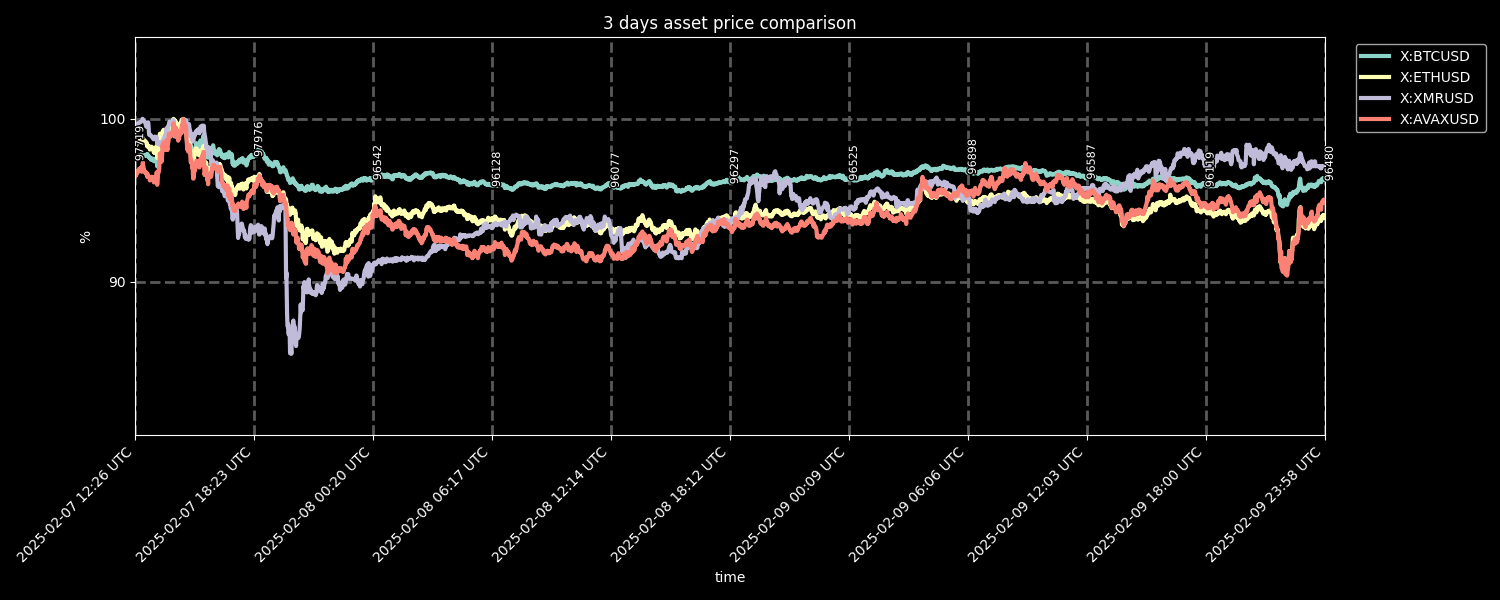 3 days asset price comparison
X:BTCUSD
X:ETHUSD
X:XMRUSD
X:AVAXUSD
100
90
%
97719
97976
96542
96128
96077
96297
96525
96898
96587
96119
96480
2025-02-07 12:26 UTC
2025-02-07 18:23 UTC
2025-02-08 00:20 UTC
2025-02-08 06:17 UTC
2025-02-08 12:14 UTC
2025-02-08 18:12 UTC
2025-02-09 00:09 UTC
2025-02-09 06:06 UTC
2025-02-09 12:03 UTC
2025-02-09 18:00 UTC
2025-02-09 23:58 UTC
time